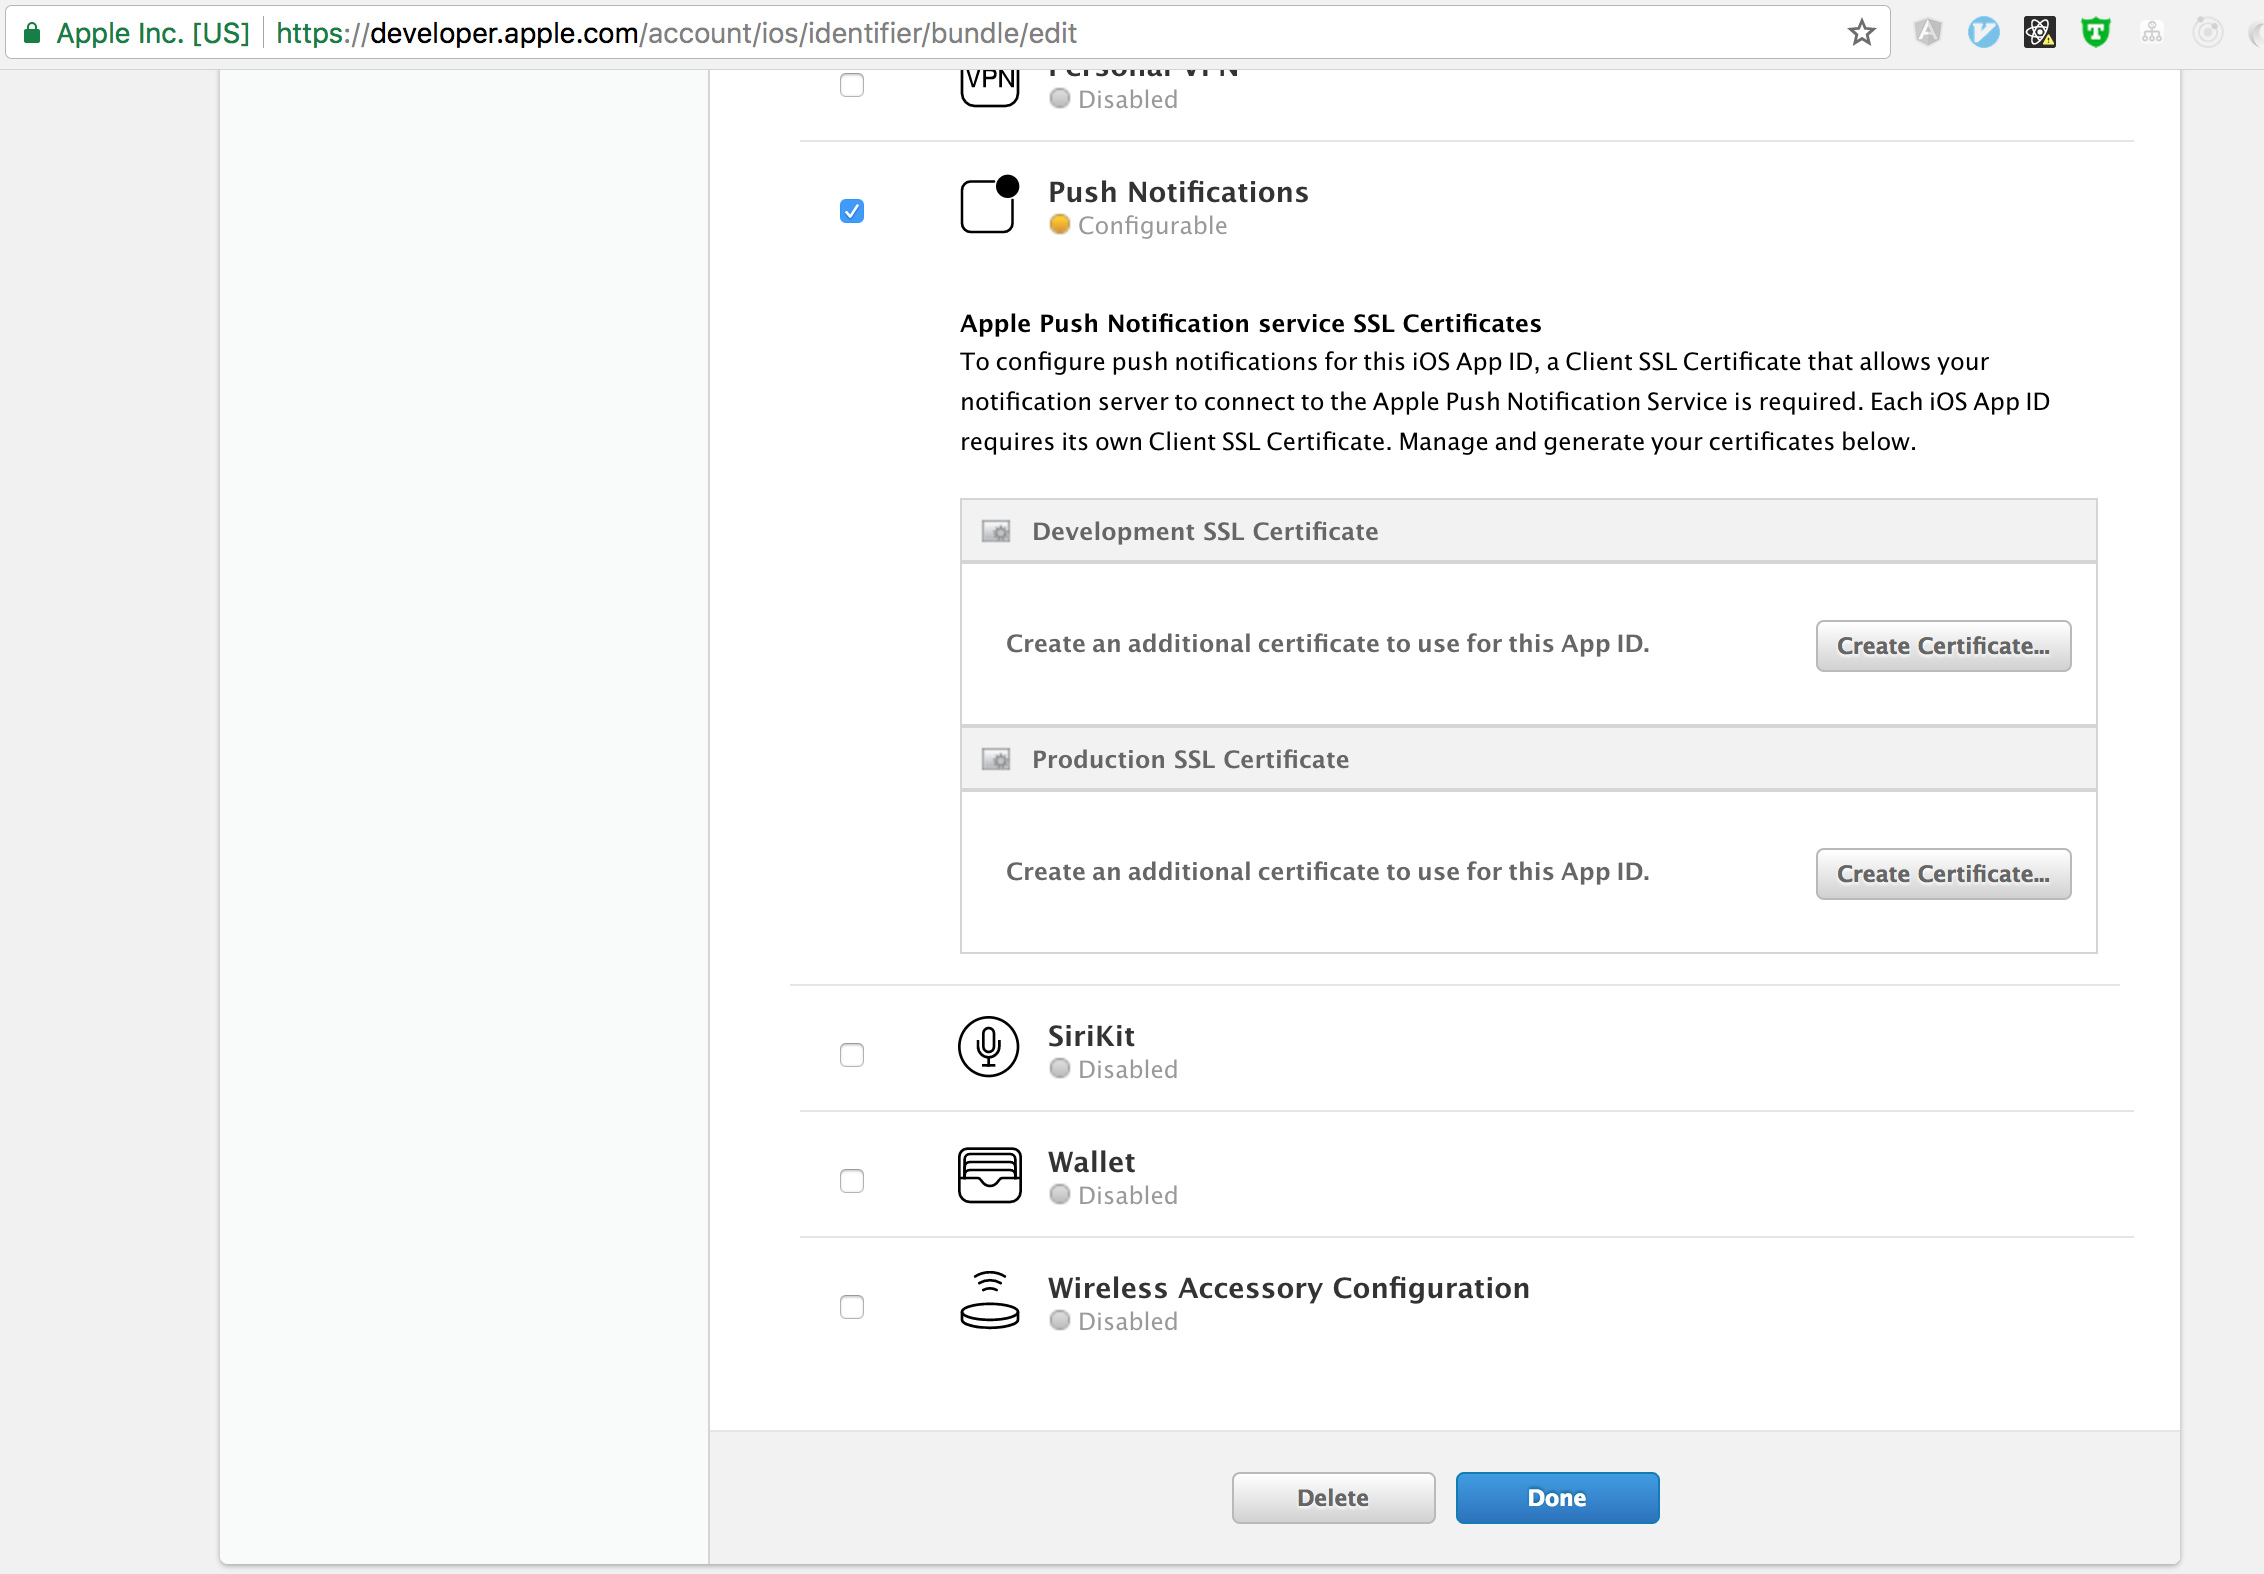 Apple Inc. [US] https://developer.apple.com/account/ios/identifier/bundle/edit
VPN Personal VPN
Disabled
Push Notifications
Configurable
Apple Push Notification service SSL Certificates
To configure push notifications for this iOS App ID, a Client SSL Certificate that allows your
notification server to connect to the Apple Push Notification Service is required. Each iOS App ID
requires its own Client SSL Certificate. Manage and generate your certificates below.
Development SSL Certificate
Create an additional certificate to use for this App ID.
Create Certificate...
Production SSL Certificate
Create an additional certificate to use for this App ID.
Create Certificate...
SiriKit
Disabled
Wallet
Disabled
Wireless Accessory Configuration
Disabled
Delete
Done